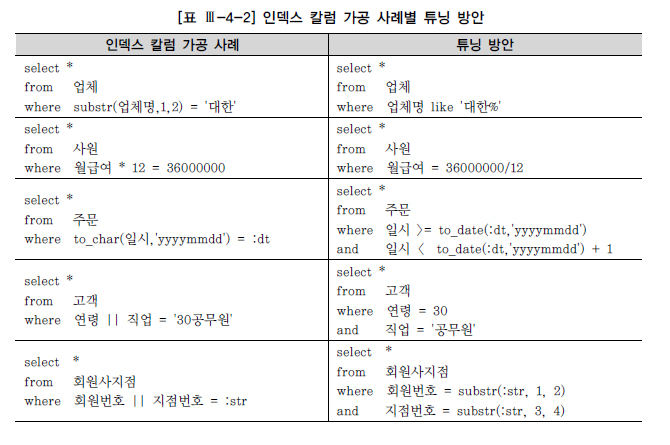 [표 Ⅲ-4-2] 인덱스 칼럼 가공 사례별 튜닝 방안
인덱스 칼럼 가공 사례
튜닝 방안
select *
from 업체
where substr(업체명,1,2) = '대한'
select *
from 업체
where 업체명 like '대한%'
select *
from 사원
where 월급여 * 12 = 36000000
select *
from 사원
where 월급여 = 36000000/12
select *
from 주문
where to_char(일시,'yyyymmdd') = :dt
select *
from 주문
where 일시 >= to_date(:dt,'yyyymmdd')
and 일시 < to_date(:dt,'yyyymmdd') + 1
select *
from 고객
where 연령 || 직업 = '30공무원'
select *
from 고객
where 연령 = 30
and 직업 = '공무원'
select *
from 회원사지점
where 회원번호 || 지점번호 = :str
select *
from 회원사지점
where 회원번호 = substr(:str, 1, 2)
and 지점번호 = substr(:str, 3, 4)